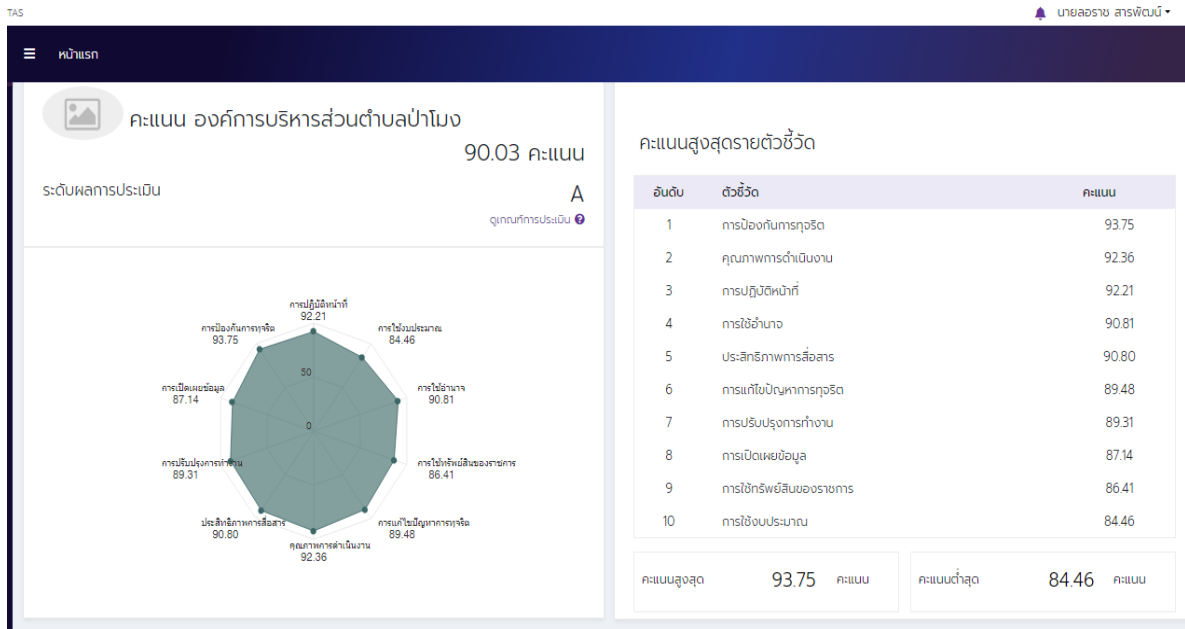 TAS
นายลอราช สารพัฒน์
หน้าแรก
คะแนน องค์การบริหารส่วนตำบลป่าโมง
90.03 คะแนน
ระดับผลการประเมิน
A
ดูเกณฑ์การประเมิน ?
การปฏิบัติหน้าที่
92.21
การป้องกันการทุจริต
93.75
การใช้งบประมาณ
84.46
50
การเปิดเผยข้อมูล
87.14
การใช้อำนาจ
90.81
0
การปรับปรุงการทำงาน
89.31
การใช้ทรัพย์สินของราชการ
86.41
ประสิทธิภาพการสื่อสาร
90.80
การแก้ไขปัญหาการทุจริต
89.48
คุณภาพการดำเนินงาน
92.36
คะแนนสูงสุดรายตัวชี้วัด
อันดับ ตัวชี้วัด คะแนน
1 การป้องกันการทุจริต 93.75
2 คุณภาพการดำเนินงาน 92.36
3 การปฏิบัติหน้าที่ 92.21
4 การใช้อำนาจ 90.81
5 ประสิทธิภาพการสื่อสาร 90.80
6 การแก้ไขปัญหาการทุจริต 89.48
7 การปรับปรุงการทำงาน 89.31
8 การเปิดเผยข้อมูล 87.14
9 การใช้ทรัพย์สินของราชการ 86.41
10 การใช้งบประมาณ 84.46
คะแนนสูงสุด 93.75 คะแนน
คะแนนต่ำสุด 84.46 คะแนน